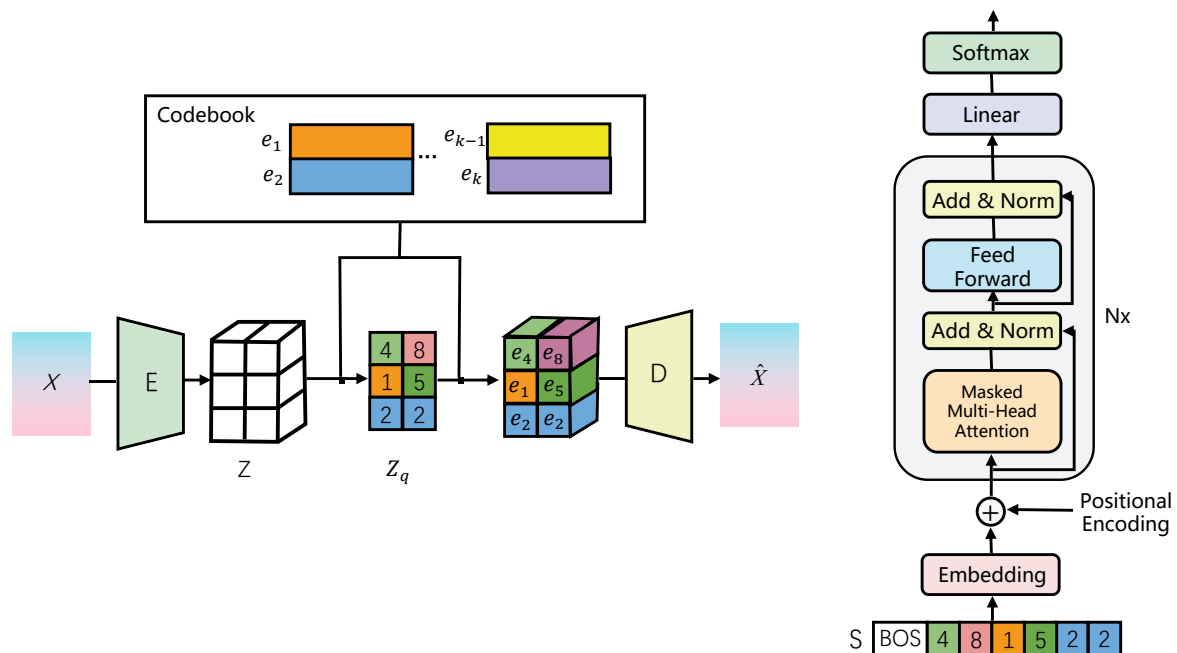 Codebook
e₁
e₂
...
eₖ₋₁
eₖ
X
E
Z
4 8
1 5
2 2
Z_q
e₄ e₈
e₁ e₅
e₂ e₂
D
X̂
Softmax
Linear
Add & Norm
Feed
Forward
Add & Norm
Nx
Masked
Multi-Head
Attention
+
Positional
Encoding
Embedding
S BOS 4 8 1 5 2 2